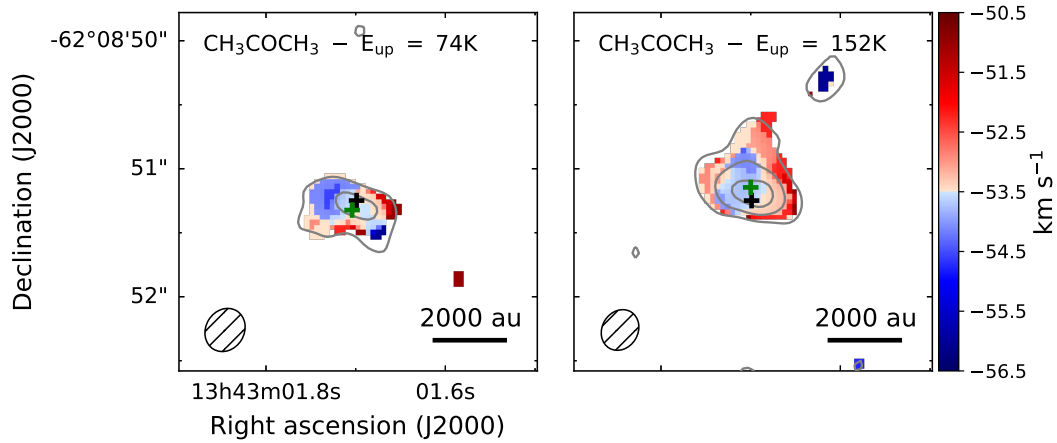 CH₃COCH₃ − E_up = 74K
CH₃COCH₃ − E_up = 152K
-62°08'50"
51"
52"
Declination (J2000)
2000 au
2000 au
13h43m01.8s
01.6s
Right ascension (J2000)
−50.5
−51.5
−52.5
−53.5
−54.5
−55.5
−56.5
km s⁻¹